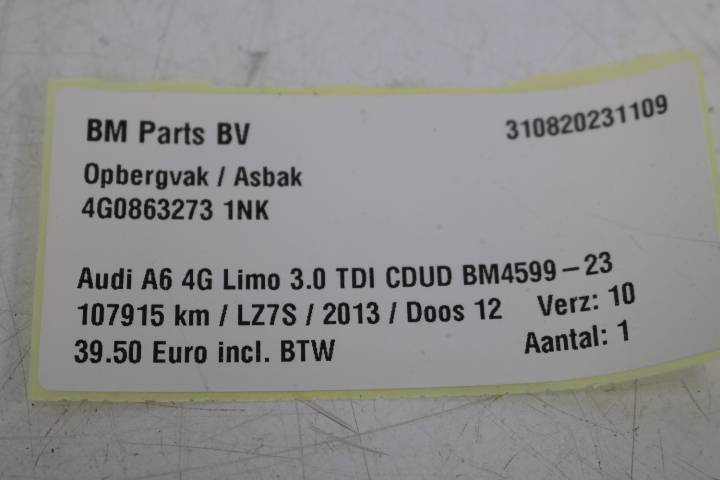 BM Parts BV 310820231109
Opbergvak / Asbak
4G0863273 1NK
Audi A6 4G Limo 3.0 TDI CDUD BM4599-23
107915 km / LZ7S / 2013 / Doos 12 Verz: 10
39.50 Euro incl. BTW Aantal: 1